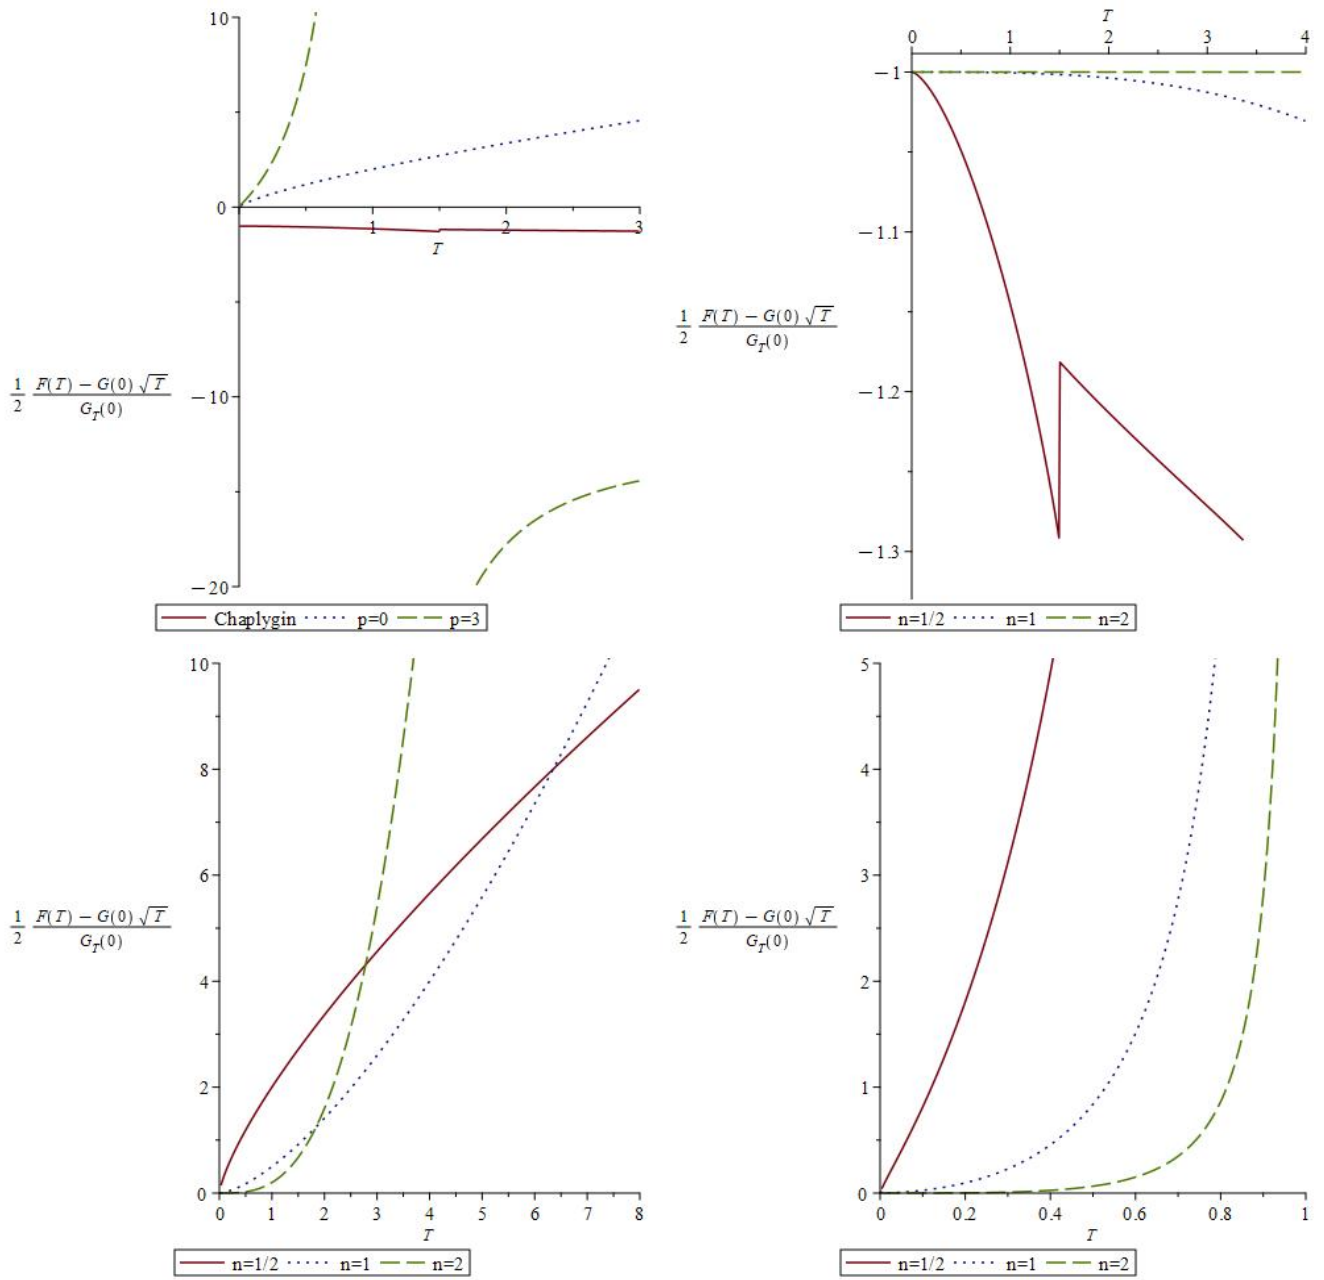 10
5
0
1 2 3
T
1/2 (F(T) − G(0) √T)/(G_T(0))
−10
−20
Chaplygin p=0 p=3
T
0 1 2 3 4
−1
−1.1
1/2 (F(T) − G(0) √T)/(G_T(0))
−1.2
−1.3
n=1/2 n=1 n=2
10
8
6
1/2 (F(T) − G(0) √T)/(G_T(0))
4
2
0
0 1 2 3 4 5 6 7 8
T
n=1/2 n=1 n=2
5
4
3
1/2 (F(T) − G(0) √T)/(G_T(0))
2
1
0
0 0.2 0.4 0.6 0.8 1
T
n=1/2 n=1 n=2